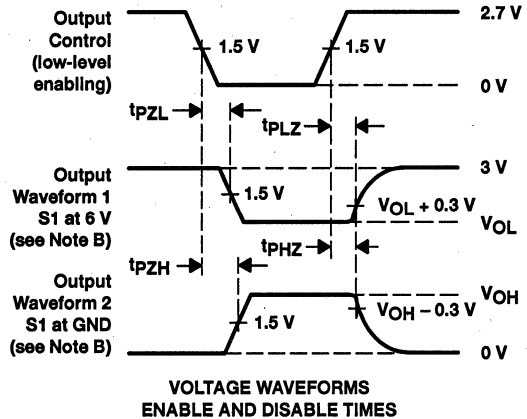 Output
Control
(low-level
enabling)
1.5 V
1.5 V
2.7 V
0 V
tPZL
tPLZ
Output
Waveform 1
S1 at 6 V
(see Note B)
1.5 V
3 V
VOL + 0.3 V
VOL
tPZH
tPHZ
Output
Waveform 2
S1 at GND
(see Note B)
1.5 V
VOH
VOH – 0.3 V
0 V
VOLTAGE WAVEFORMS
ENABLE AND DISABLE TIMES